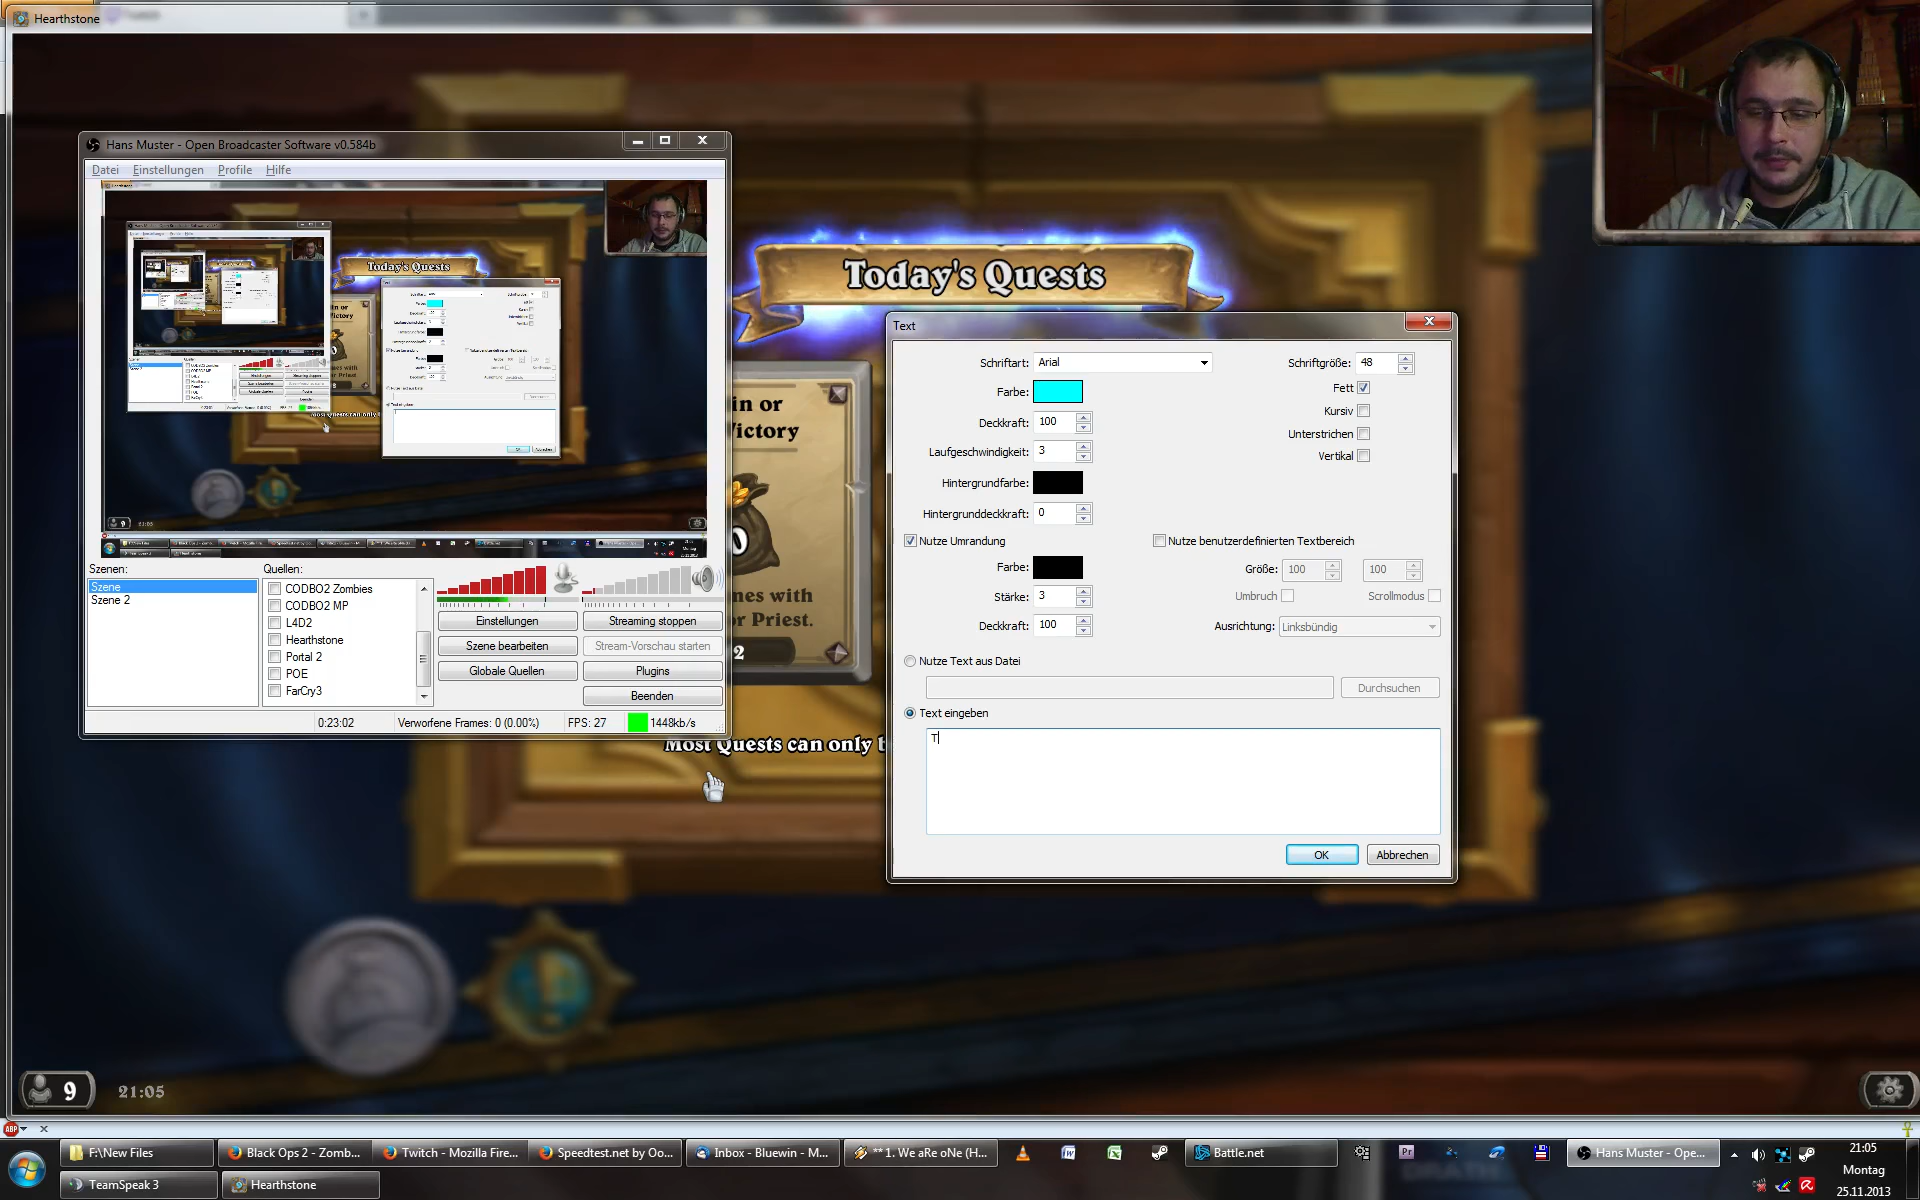 Hearthstone
Hans Muster - Open Broadcaster Software v0.584b
Datei Einstellungen Profile Hilfe
Today's Quests
Szenen:
Szene
Szene 2
Quellen:
CODBO2 Zombies
CODBO2 MP
L4D2
Hearthstone
Portal 2
POE
FarCry3
Einstellungen
Streaming stoppen
Szene bearbeiten
Stream-Vorschau starten
Globale Quellen
Plugins
Beenden
0:23:02
Verworfene Frames: 0 (0.00%)
FPS: 27
1448kb/s
Today's Quests
in or
Victory
0
nes with
r Priest.
2
Most Quests can only b
Text
Schriftart: Arial
Schriftgröße: 48
Farbe:
Fett
Deckkraft: 100
Kursiv
Laufgeschwindigkeit: 3
Unterstrichen
Vertikal
Hintergrundfarbe:
Hintergrunddeckkraft: 0
Nutze Umrandung
Nutze benutzerdefinierten Textbereich
Farbe:
Größe: 100 100
Stärke: 3
Umbruch
Scrollmodus
Deckkraft: 100
Ausrichtung: Linksbündig
Nutze Text aus Datei
Durchsuchen
Text eingeben
T
OK
Abbrechen
9
21:05
ABP
F:\New Files
Black Ops 2 - Zomb...
Twitch - Mozilla Fire...
Speedtest.net by Oo...
Inbox - Bluewin - M...
** 1. We aRe oNe (H...
Battle.net
Pr
Hans Muster - Ope...
TeamSpeak 3
Hearthstone
21:05
Montag
25.11.2013